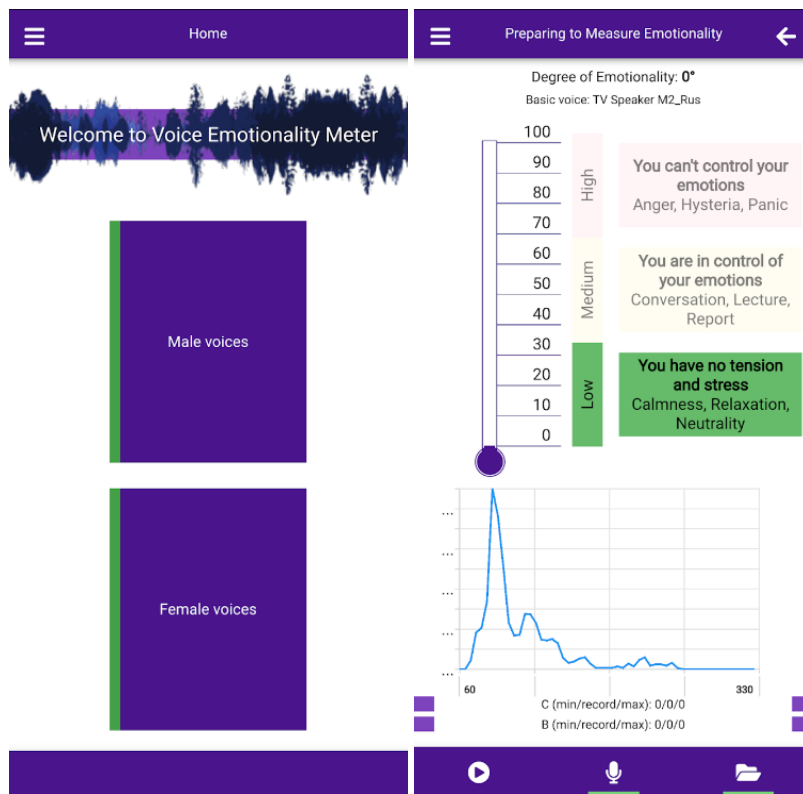 Home
Welcome to Voice Emotionality Meter
Male voices
Female voices
Preparing to Measure Emotionality
Degree of Emotionality: 0°
Basic voice: TV Speaker M2_Rus
100
90
80
70
60
50
40
30
20
10
0
High
Medium
Low
You can't control your
emotions
Anger, Hysteria, Panic
You are in control of
your emotions
Conversation, Lecture,
Report
You have no tension
and stress
Calmness, Relaxation,
Neutrality
...
...
...
...
...
60
330
C (min/record/max): 0/0/0
B (min/record/max): 0/0/0